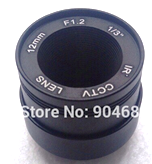 12mm F1.2 1/3"
IR CCTV LENS
Store No: 90468